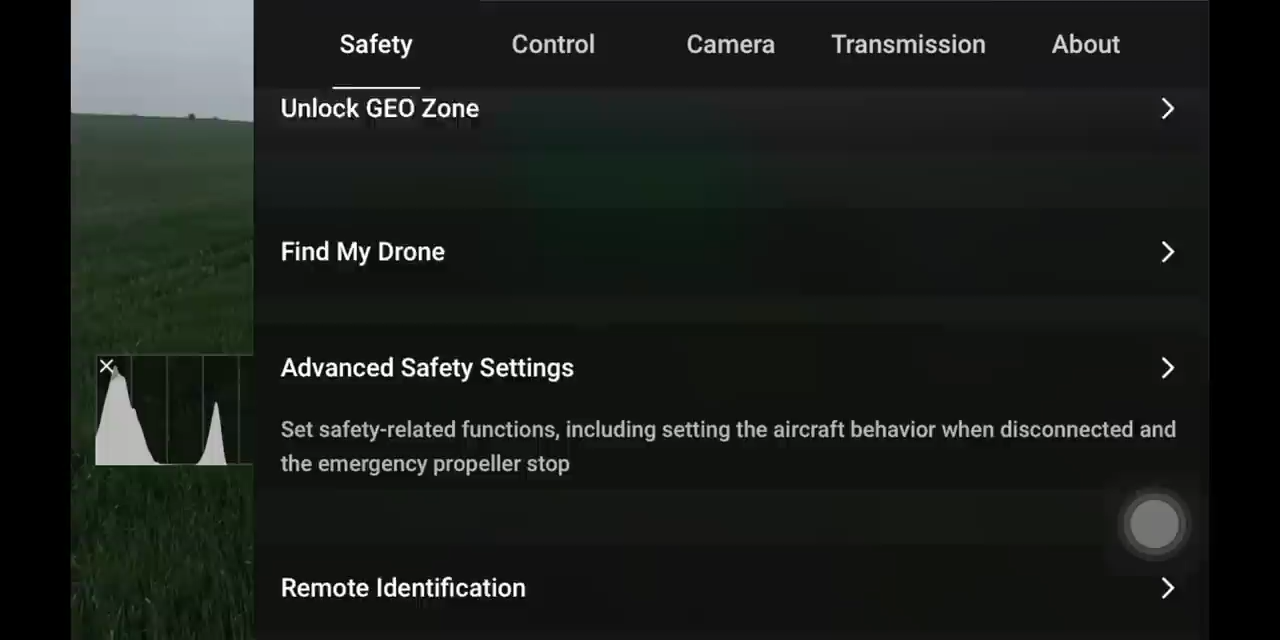 Safety Control Camera Transmission About
Unlock GEO Zone
Find My Drone
Advanced Safety Settings
Set safety-related functions, including setting the aircraft behavior when disconnected and
the emergency propeller stop
Remote Identification